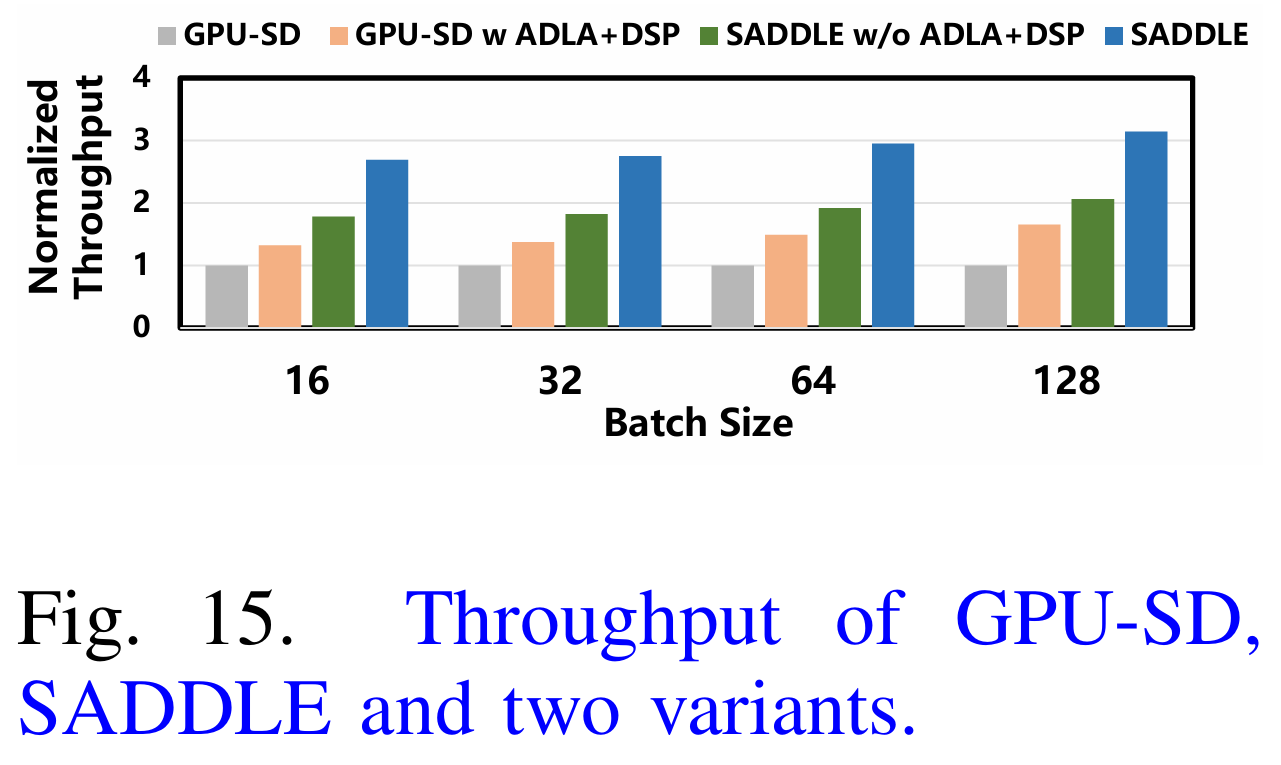 GPU-SD GPU-SD w ADLA+DSP SADDLE w/o ADLA+DSP SADDLE
Normalized
Throughput
4
3
2
1
0
16 32 64 128
Batch Size
Fig. 15. Throughput of GPU-SD,
SADDLE and two variants.